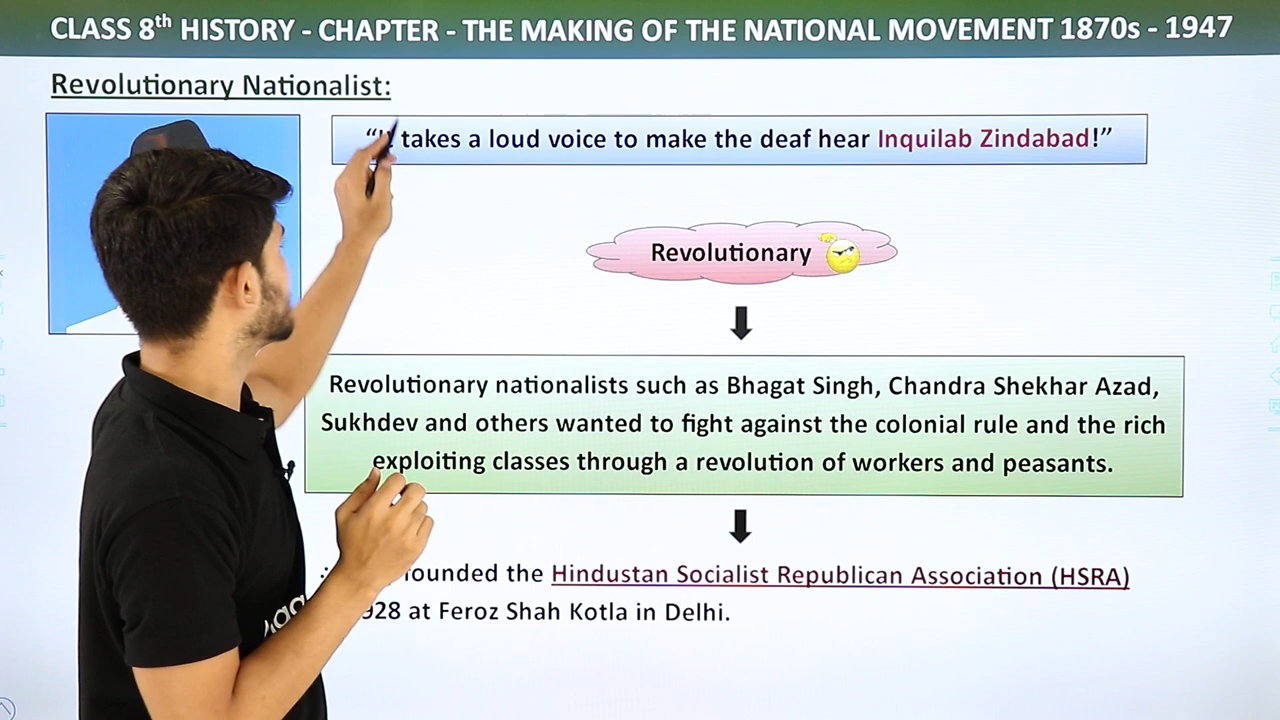 CLASS 8th HISTORY - CHAPTER - THE MAKING OF THE NATIONAL MOVEMENT 1870s - 1947
Revolutionary Nationalist:
“It takes a loud voice to make the deaf hear Inquilab Zindabad!”
Revolutionary
Revolutionary nationalists such as Bhagat Singh, Chandra Shekhar Azad,
Sukhdev and others wanted to fight against the colonial rule and the rich
exploiting classes through a revolution of workers and peasants.
founded the Hindustan Socialist Republican Association (HSRA)
928 at Feroz Shah Kotla in Delhi.